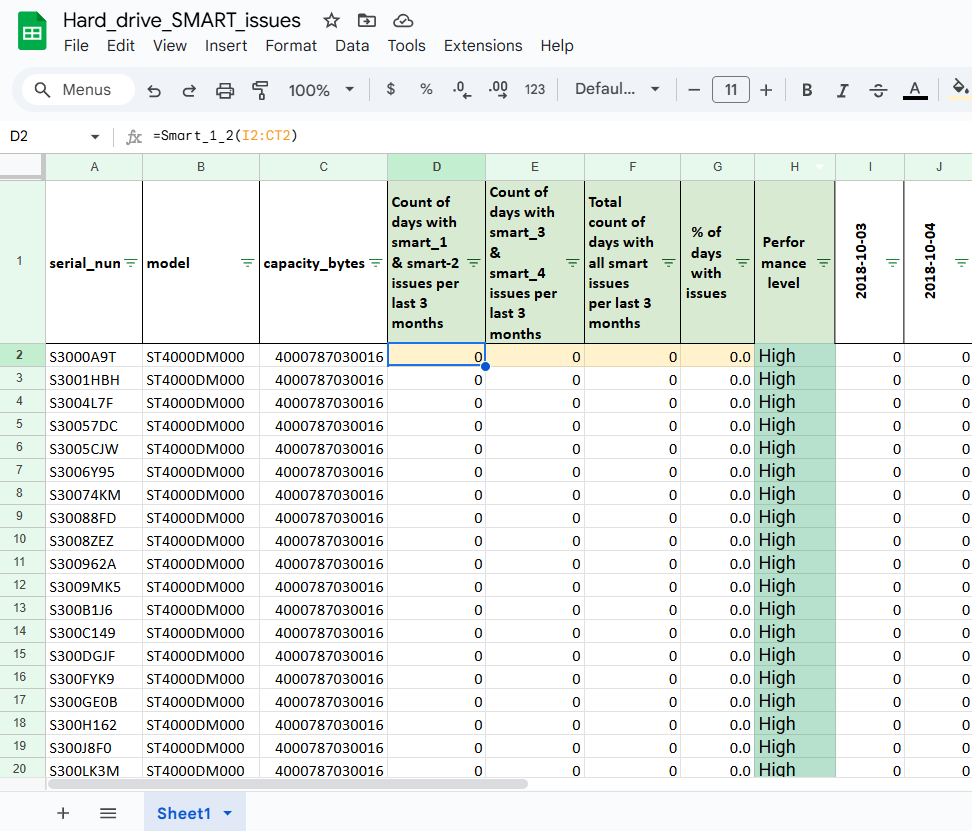 Hard_drive_SMART_issues
File Edit View Insert Format Data Tools Extensions Help
Menus 100% $ % .0 .00 123 Defaul... − 11 + B I S A
D2 fx =Smart_1_2(I2:CT2)
A B C D E F G H I J
1
serial_nun
model
capacity_bytes
Count of
days with
smart_1
& smart-2
issues per
last 3
months
Count of
days with
smart_3
&
smart_4
issues per
last 3
months
Total
count of
days with
all smart
issues
per last 3
months
% of
days
with
issues
Perfor
mance
level
2018-10-03
2018-10-04
2 S3000A9T ST4000DM000 4000787030016 0 0 0 0.0 High 0 0
3 S3001HBH ST4000DM000 4000787030016 0 0 0 0.0 High 0 0
4 S3004L7F ST4000DM000 4000787030016 0 0 0 0.0 High 0 0
5 S30057DC ST4000DM000 4000787030016 0 0 0 0.0 High 0 0
6 S3005CJW ST4000DM000 4000787030016 0 0 0 0.0 High 0 0
7 S3006Y95 ST4000DM000 4000787030016 0 0 0 0.0 High 0 0
8 S30074KM ST4000DM000 4000787030016 0 0 0 0.0 High 0 0
9 S30088FD ST4000DM000 4000787030016 0 0 0 0.0 High 0 0
10 S3008ZEZ ST4000DM000 4000787030016 0 0 0 0.0 High 0 0
11 S300962A ST4000DM000 4000787030016 0 0 0 0.0 High 0 0
12 S3009MK5 ST4000DM000 4000787030016 0 0 0 0.0 High 0 0
13 S300B1J6 ST4000DM000 4000787030016 0 0 0 0.0 High 0 0
14 S300C149 ST4000DM000 4000787030016 0 0 0 0.0 High 0 0
15 S300DGJF ST4000DM000 4000787030016 0 0 0 0.0 High 0 0
16 S300FYK9 ST4000DM000 4000787030016 0 0 0 0.0 High 0 0
17 S300GE0B ST4000DM000 4000787030016 0 0 0 0.0 High 0 0
18 S300H162 ST4000DM000 4000787030016 0 0 0 0.0 High 0 0
19 S300J8F0 ST4000DM000 4000787030016 0 0 0 0.0 High 0 0
20 S300LK3M ST4000DM000 4000787030016 0 0 0 0.0 High 0 0
+ Sheet1